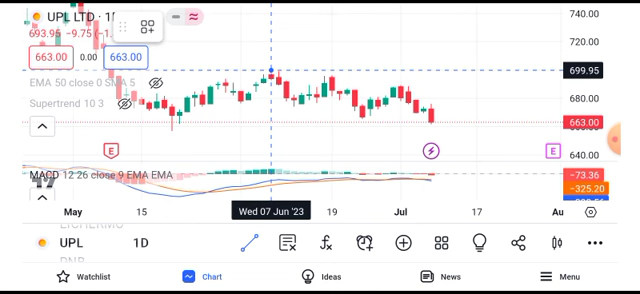 UPL LTD · 1
740.00
693.95 −9.75 (−1.
720.00
663.00 0.00 663.00
699.95
EMA 50 close 0 SMA 5
680.00
Supertrend 10 3
663.00
E
E
640.00
MACD 12 26 close 9 EMA EMA
−73.36
−325.20
May 15 Wed 07 Jun '23 19 Jul 17 Au
UPL 1D
Watchlist Chart Ideas News Menu